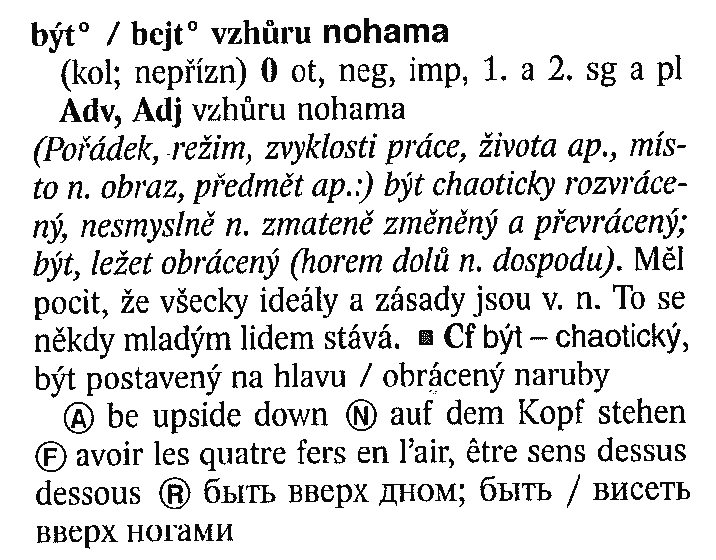 být° / bejt° vzhůru nohama
(kol; nepřízn) 0 ot, neg, imp, 1. a 2. sg a pl
Adv, Adj vzhůru nohama
(Pořádek, režim, zvyklosti práce, života ap., mís-
to n. obraz, předmět ap.:) být chaoticky rozvráce-
ný, nesmyslně n. zmateně změněný a převrácený;
být, ležet obrácený (horem dolů n. dospodu). Měl
pocit, že všecky ideály a zásady jsou v. n. To se
někdy mladým lidem stává. ■ Cf být – chaotický,
být postavený na hlavu / obrácený naruby
Ⓐ be upside down Ⓝ auf dem Kopf stehen
Ⓕ avoir les quatre fers en l'air, être sens dessus
dessous Ⓡ быть вверх дном; быть / висеть
вверх ногами